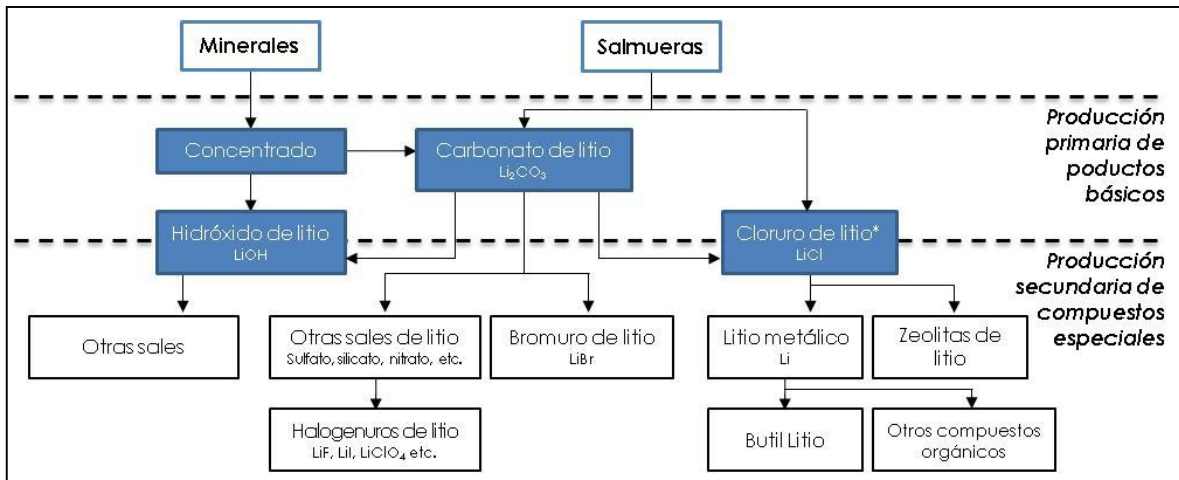 Minerales
Salmueras
Producción
primaria de
poductos
básicos
Concentrado
Carbonato de litio
Li₂CO₃
Hidróxido de litio
LiOH
Cloruro de litio*
LiCl
Producción
secundaria de
compuestos
especiales
Otras sales
Otras sales de litio
Sulfato, silicato, nitrato, etc.
Bromuro de litio
LiBr
Litio metálico
Li
Zeolitas de
litio
Halogenuros de litio
LiF, LiI, LiClO₄ etc.
Butil Litio
Otros compuestos
orgánicos